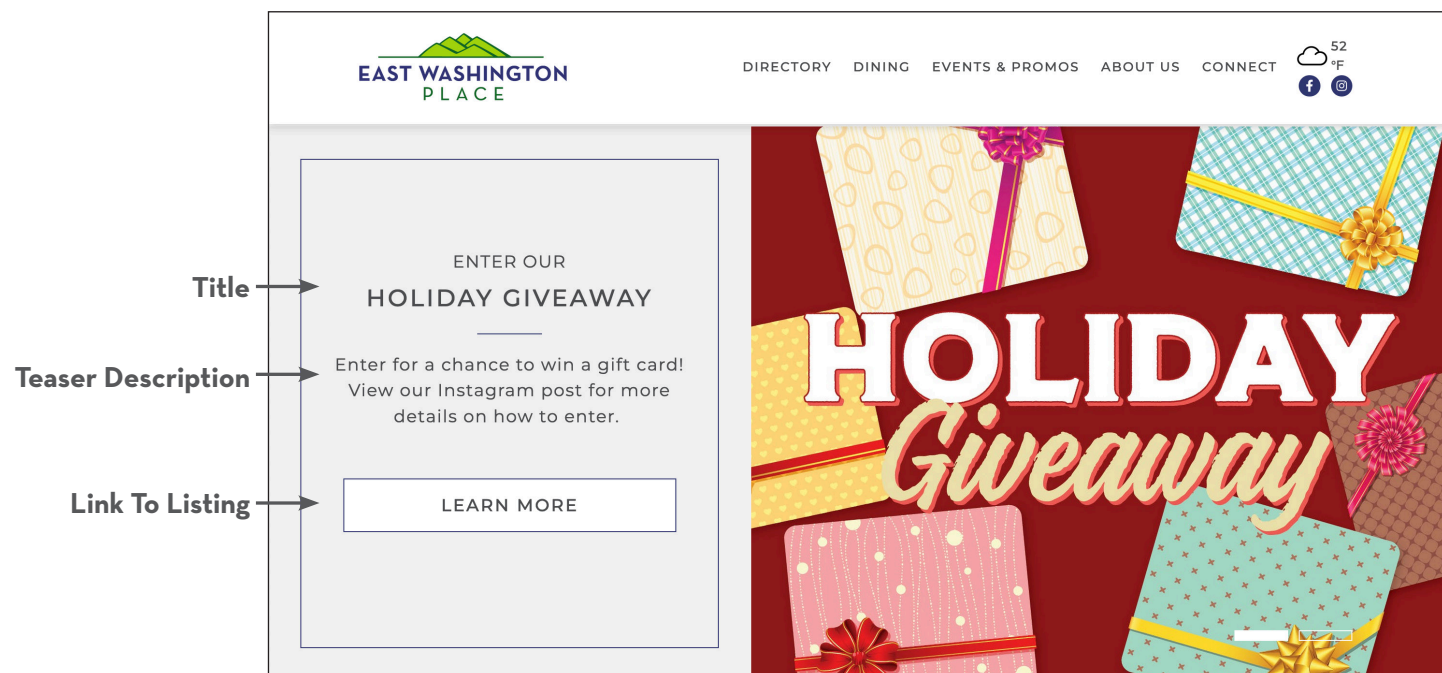 EAST WASHINGTON
PLACE
DIRECTORY DINING EVENTS & PROMOS ABOUT US CONNECT
52
°F
Title
ENTER OUR
HOLIDAY GIVEAWAY
Teaser Description
Enter for a chance to win a gift card!
View our Instagram post for more
details on how to enter.
Link To Listing
LEARN MORE
HOLIDAY
Giveaway